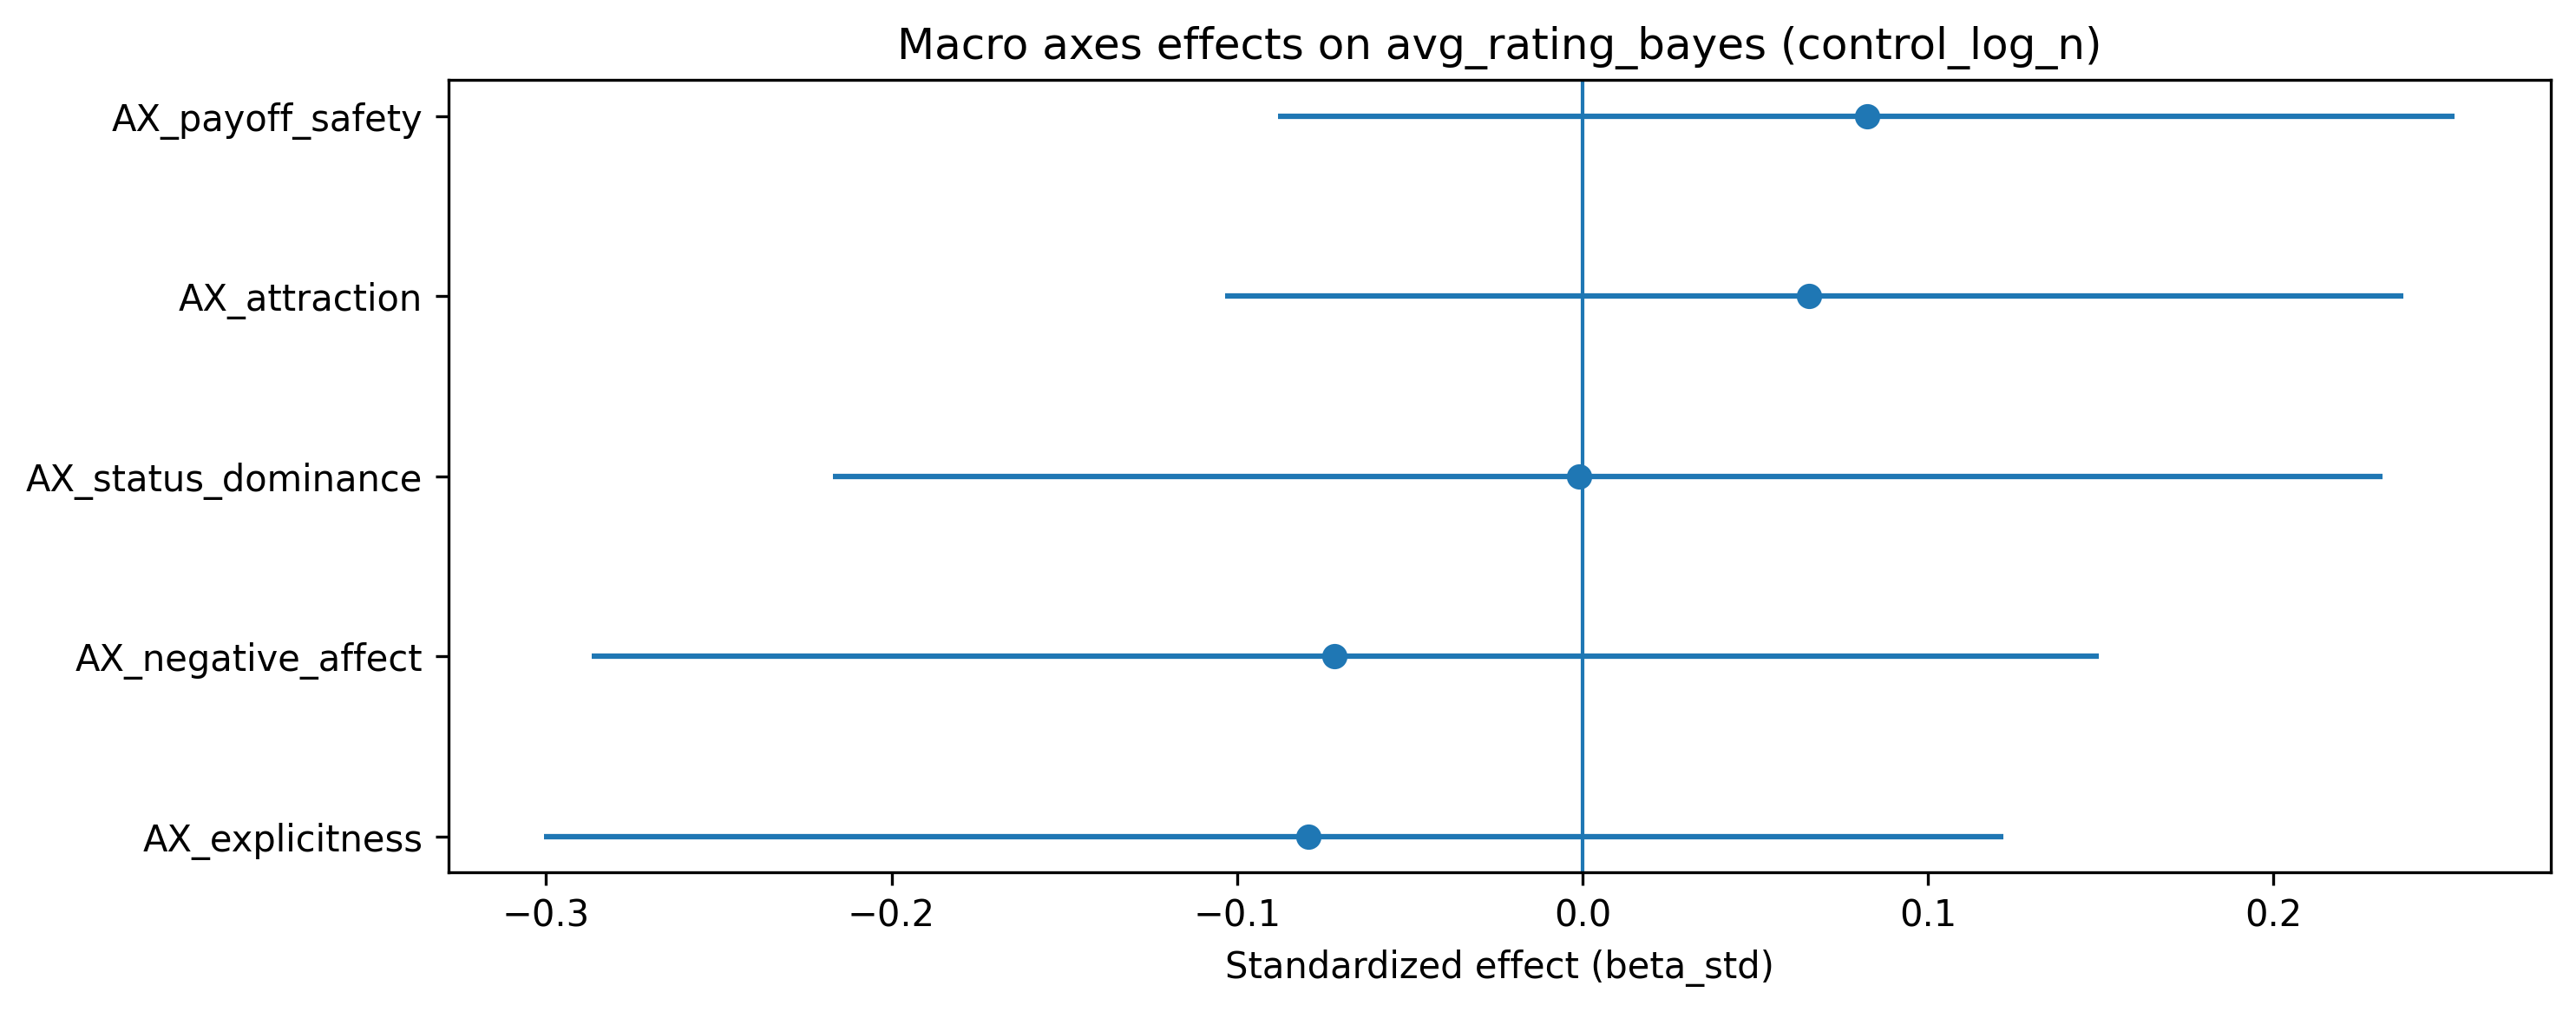 Macro axes effects on avg_rating_bayes (control_log_n)
AX_payoff_safety
AX_attraction
AX_status_dominance
AX_negative_affect
AX_explicitness
−0.3
−0.2
−0.1
0.0
0.1
0.2
Standardized effect (beta_std)